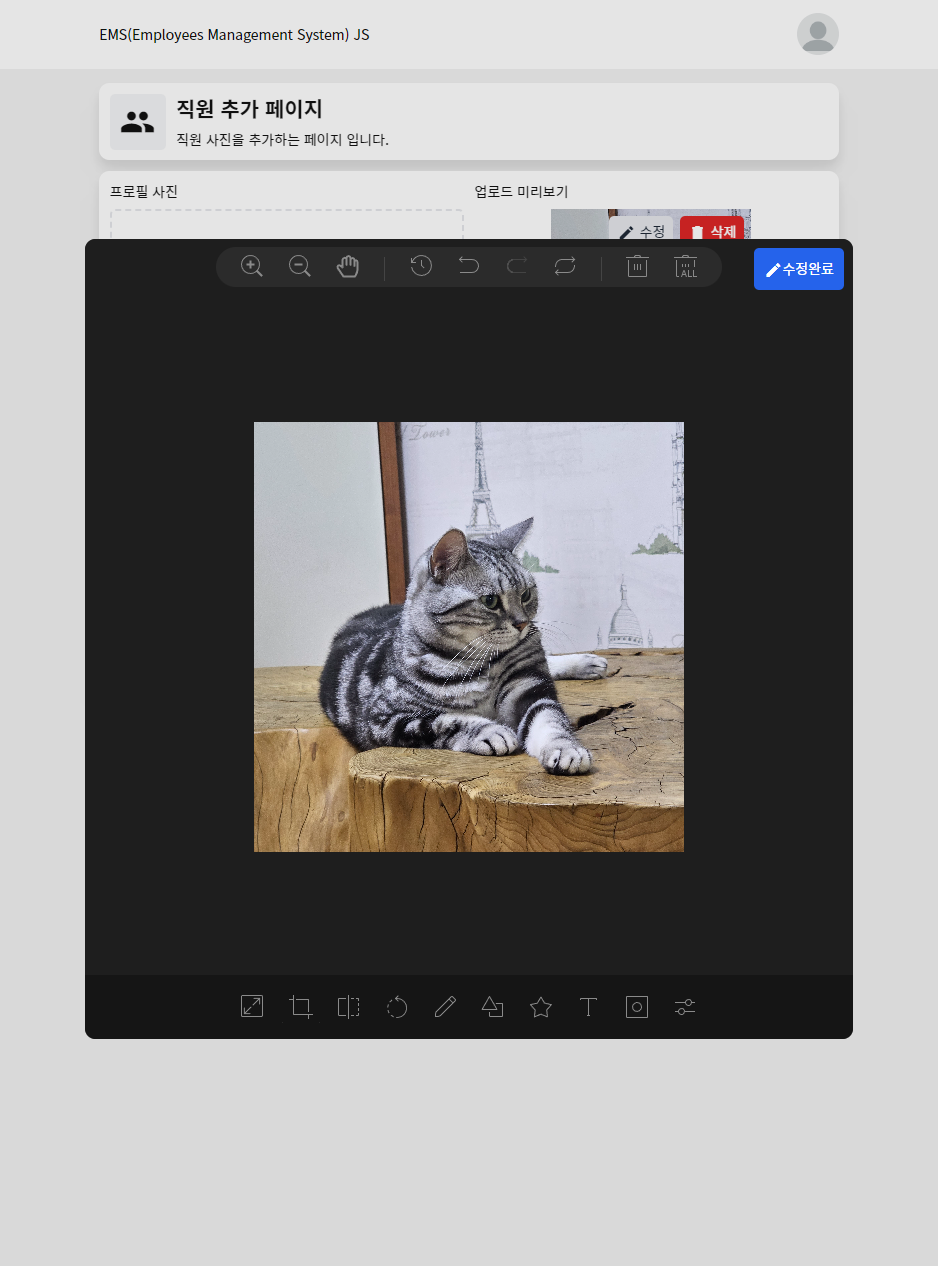 EMS(Employees Management System) JS
직원 추가 페이지
직원 사진을 추가하는 페이지 입니다.
프로필 사진
업로드 미리보기
수정
삭제
ALL
수정완료
Tower
T